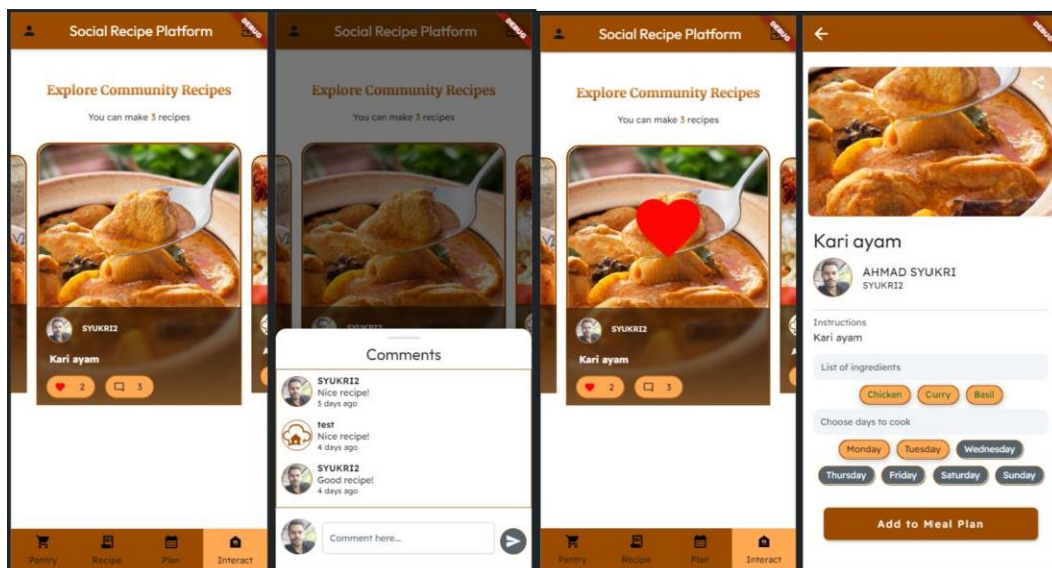 Social Recipe Platform
DEBUG
Explore Community Recipes
You can make 3 recipes
SYUKRI2
Kari ayam
2
3
Pantry
Recipe
Plan
Interact
Social Recipe Platform
DEBUG
Explore Community Recipes
You can make 3 recipes
SYUKRI2
Comments
SYUKRI2
Nice recipe!
3 days ago
test
Nice recipe!
4 days ago
SYUKRI2
Good recipe!
4 days ago
Comment here...
Social Recipe Platform
DEBUG
Explore Community Recipes
You can make 3 recipes
SYUKRI2
Kari ayam
2
3
Pantry
Recipe
Plan
Interact
DEBUG
Kari ayam
AHMAD SYUKRI
SYUKRI2
Instructions
Kari ayam
List of ingredients
Chicken Curry Basil
Choose days to cook
Monday Tuesday Wednesday
Thursday Friday Saturday Sunday
Add to Meal Plan